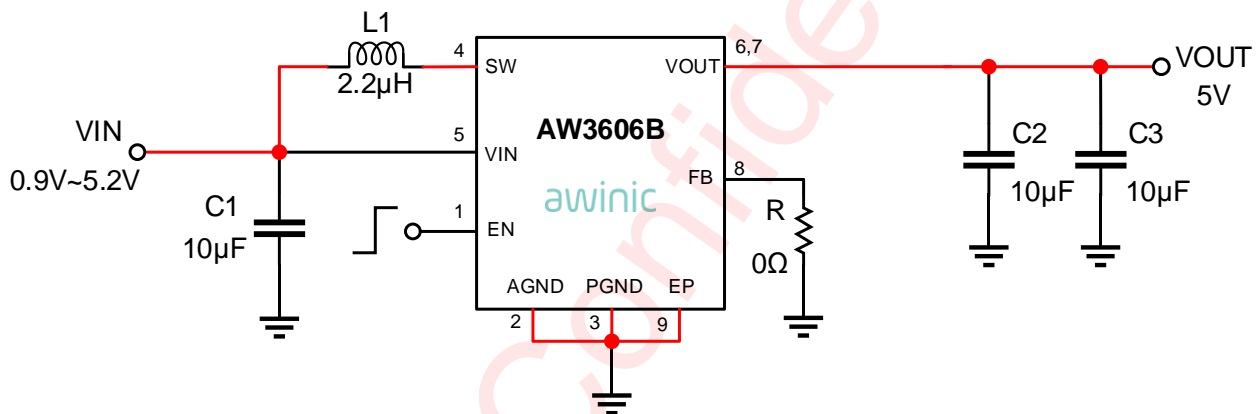 L1
2.2μH
4
SW
6,7
VOUT
VOUT
5V
AW3606B
awinic
VIN
0.9V~5.2V
5
VIN
C1
10μF
1
EN
FB
8
R
0Ω
C2
10μF
C3
10μF
AGND
PGND
EP
2
3
9
Confide